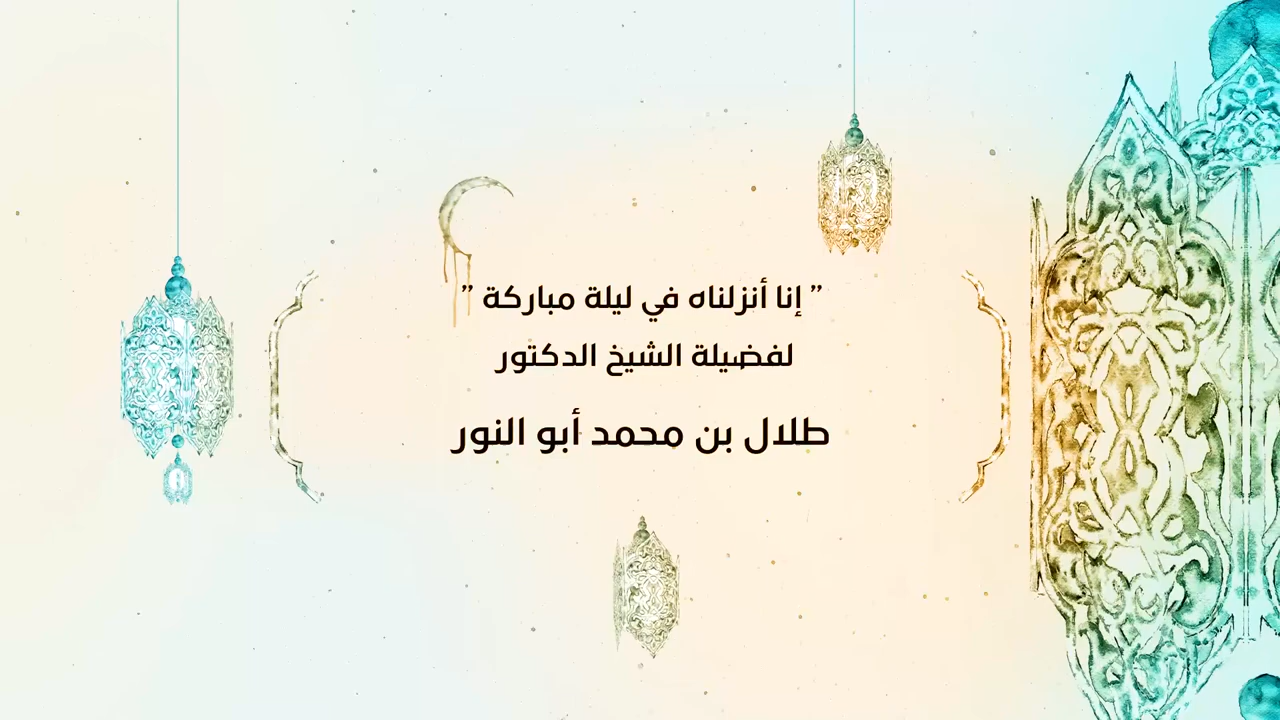 ” إنا أنزلناه في ليلة مباركة ”
لفضيلة الشيخ الدكتور
طلال بن محمد أبو النور